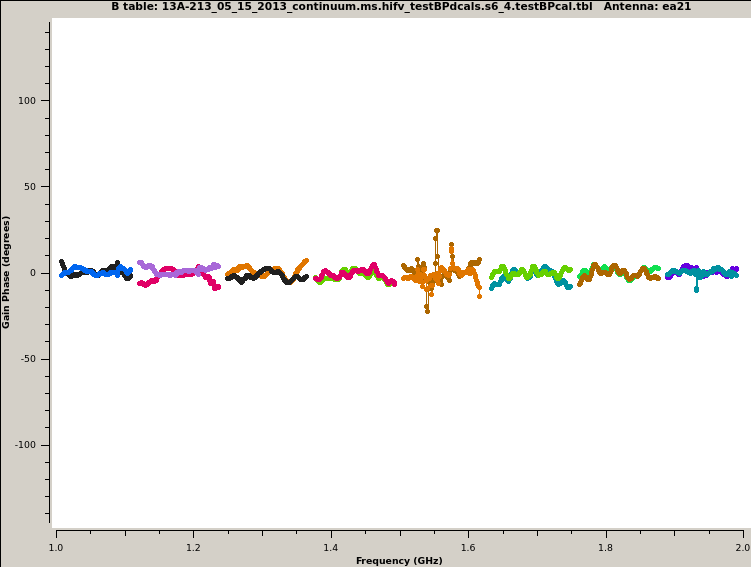 B table: 13A-213_05_15_2013_continuum.ms.hifv_testBPdcals.s6_4.testBPcal.tbl Antenna: ea21
Gain Phase (degrees)
100
50
0
-50
-100
1.0 1.2 1.4 1.6 1.8 2.0
Frequency (GHz)